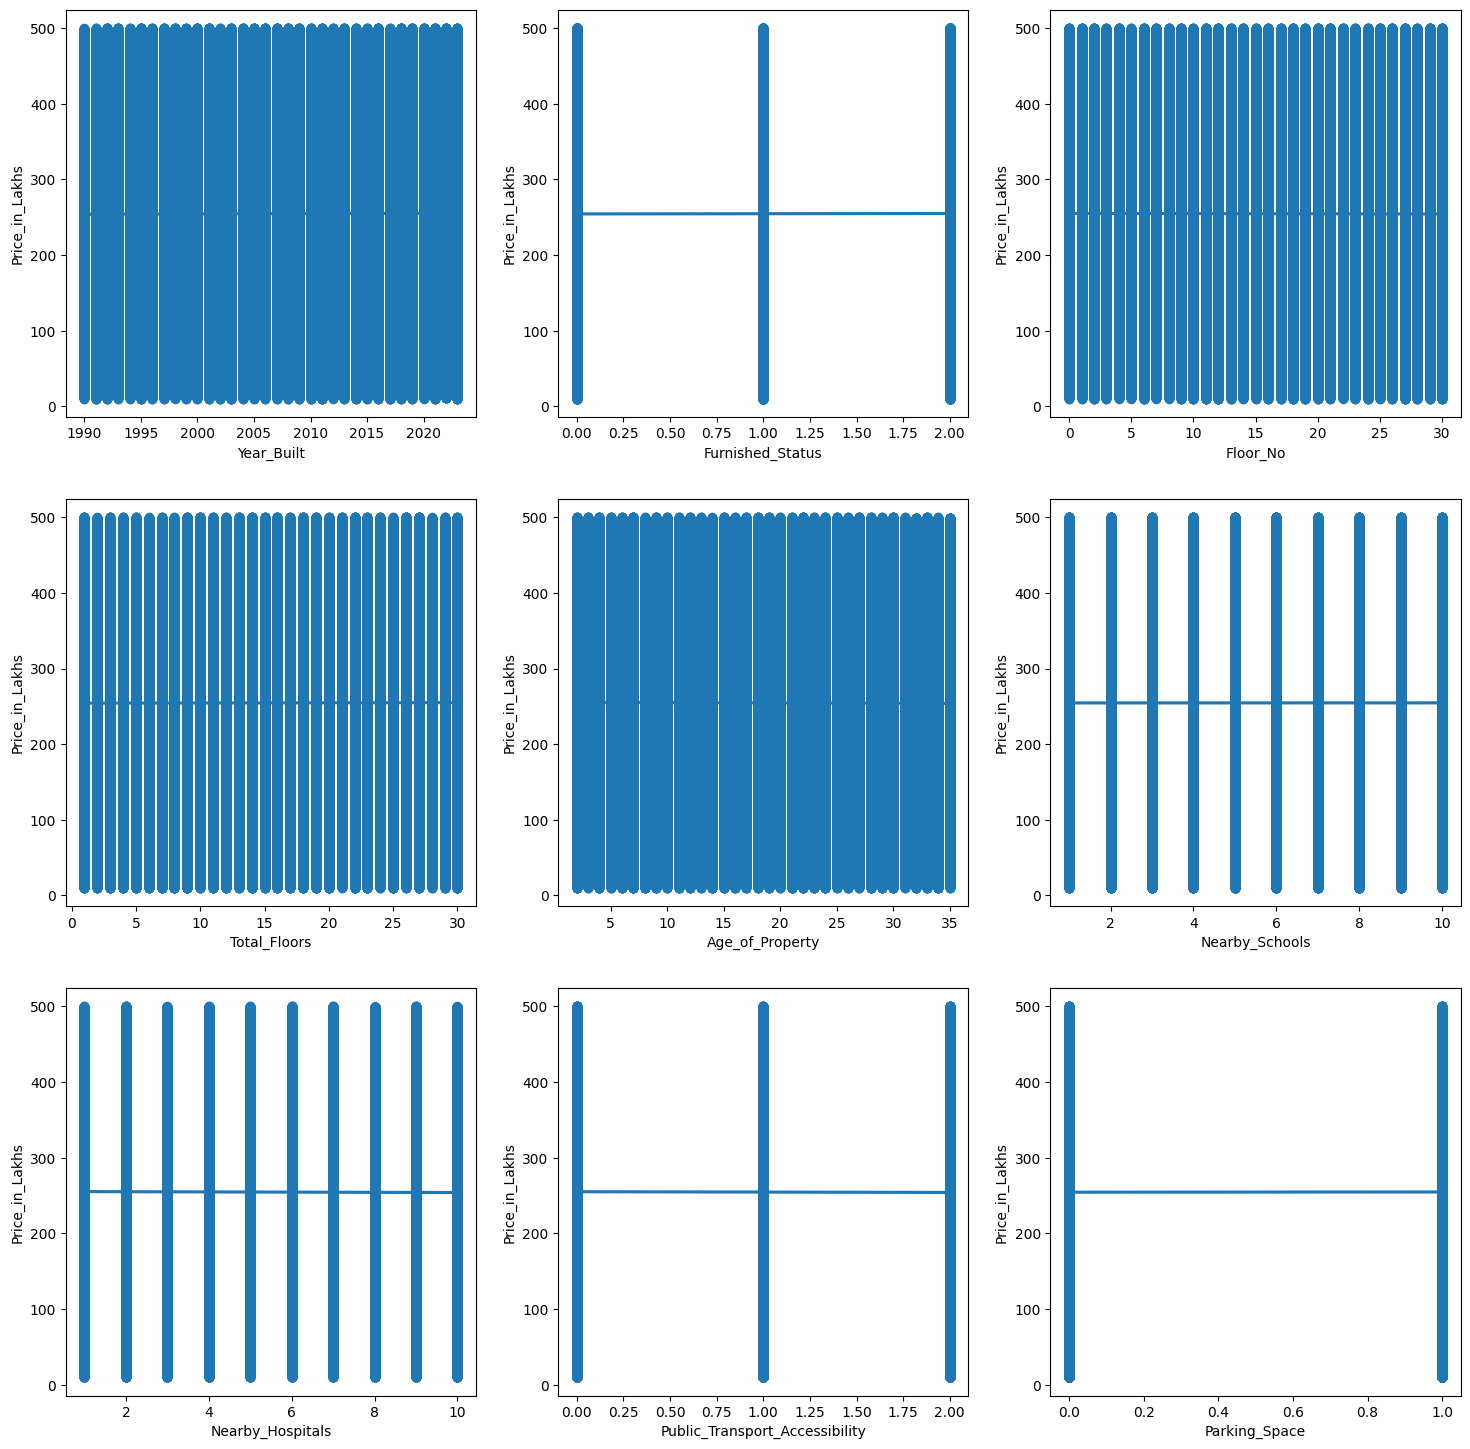 500
400
300
200
100
0
Price_in_Lakhs
1990 1995 2000 2005 2010 2015 2020
Year_Built
500
400
300
200
100
0
Price_in_Lakhs
0.00 0.25 0.50 0.75 1.00 1.25 1.50 1.75 2.00
Furnished_Status
500
400
300
200
100
0
Price_in_Lakhs
0 5 10 15 20 25 30
Floor_No
500
400
300
200
100
0
Price_in_Lakhs
0 5 10 15 20 25 30
Total_Floors
500
400
300
200
100
0
Price_in_Lakhs
5 10 15 20 25 30 35
Age_of_Property
500
400
300
200
100
0
Price_in_Lakhs
2 4 6 8 10
Nearby_Schools
500
400
300
200
100
0
Price_in_Lakhs
2 4 6 8 10
Nearby_Hospitals
500
400
300
200
100
0
Price_in_Lakhs
0.00 0.25 0.50 0.75 1.00 1.25 1.50 1.75 2.00
Public_Transport_Accessibility
500
400
300
200
100
0
Price_in_Lakhs
0.0 0.2 0.4 0.6 0.8 1.0
Parking_Space